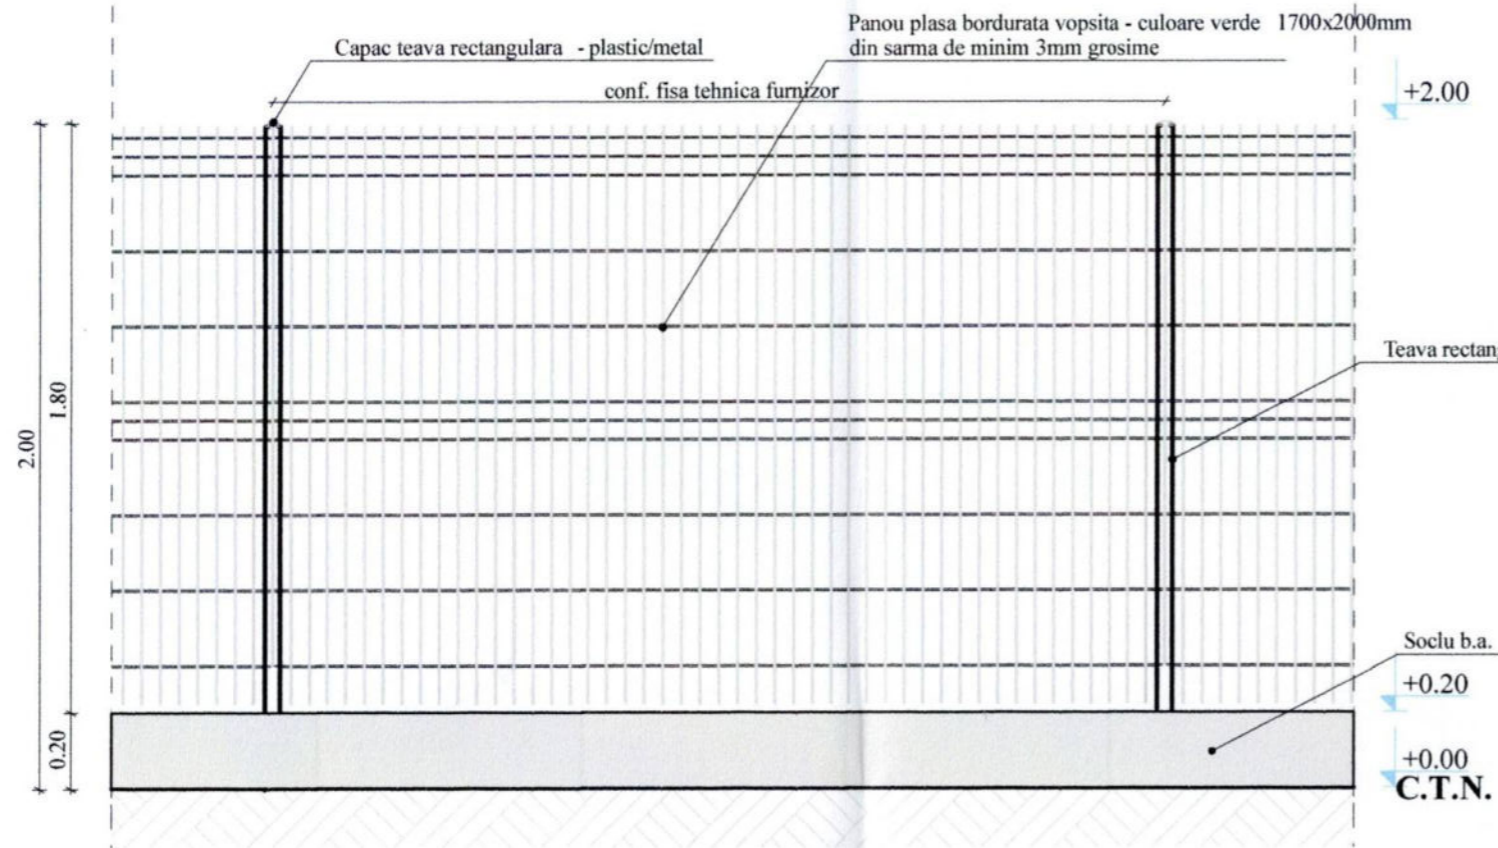 Panou plasa bordurata vopsita - culoare verde 1700x2000mm
din sarma de minim 3mm grosime
Capac teava rectangulara - plastic/metal
conf. fisa tehnica furnizor
+2.00
Teava rectan
1.80
2.00
Soclu b.a.
+0.20
0.20
+0.00
C.T.N.